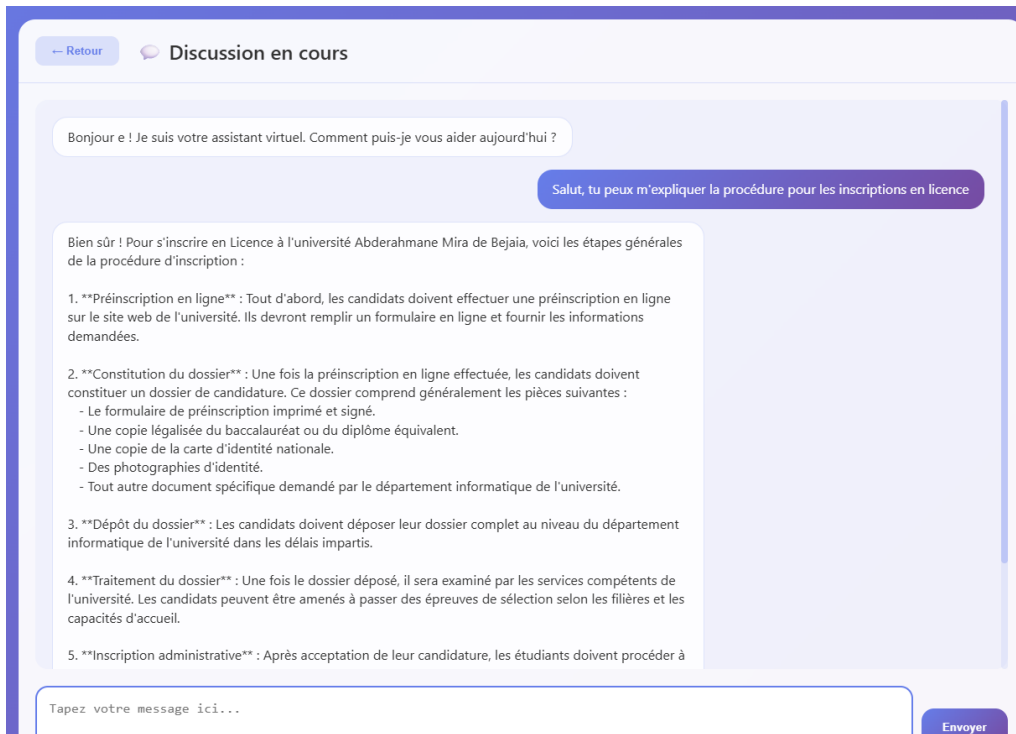 ← Retour
Discussion en cours
Bonjour e ! Je suis votre assistant virtuel. Comment puis-je vous aider aujourd'hui ?
Salut, tu peux m'expliquer la procédure pour les inscriptions en licence
Bien sûr ! Pour s'inscrire en Licence à l'université Abderahmane Mira de Bejaia, voici les étapes générales
de la procédure d'inscription :
1. **Préinscription en ligne** : Tout d'abord, les candidats doivent effectuer une préinscription en ligne
sur le site web de l'université. Ils devront remplir un formulaire en ligne et fournir les informations
demandées.
2. **Constitution du dossier** : Une fois la préinscription en ligne effectuée, les candidats doivent
constituer un dossier de candidature. Ce dossier comprend généralement les pièces suivantes :
- Le formulaire de préinscription imprimé et signé.
- Une copie légalisée du baccalauréat ou du diplôme équivalent.
- Une copie de la carte d'identité nationale.
- Des photographies d'identité.
- Tout autre document spécifique demandé par le département informatique de l'université.
3. **Dépôt du dossier** : Les candidats doivent déposer leur dossier complet au niveau du département
informatique de l'université dans les délais impartis.
4. **Traitement du dossier** : Une fois le dossier déposé, il sera examiné par les services compétents de
l'université. Les candidats peuvent être amenés à passer des épreuves de sélection selon les filières et les
capacités d'accueil.
5. **Inscription administrative** : Après acceptation de leur candidature, les étudiants doivent procéder à
Tapez votre message ici...
Envoyer